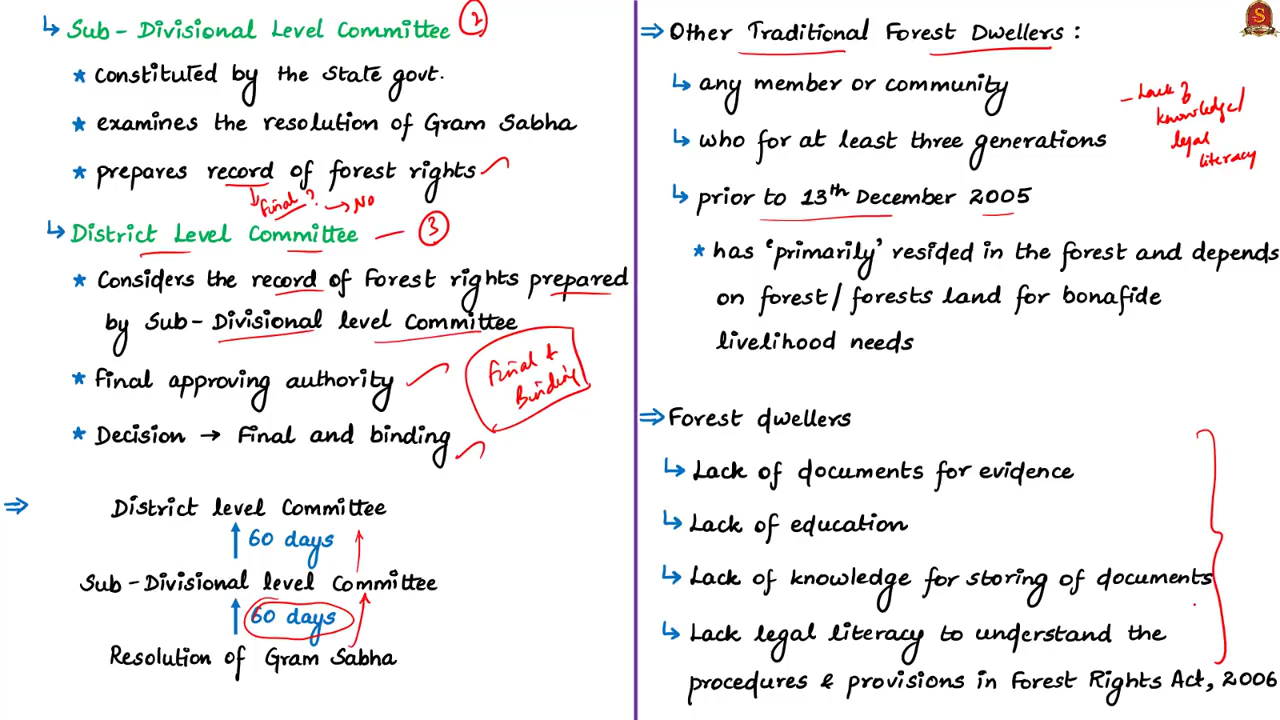 ↳ Sub-Divisional Level Committee 2
* constituted by the State govt.
* examines the resolution of Gram Sabha
* prepares record of forest rights
Final? → No
↳ District Level Committee — 3
* Considers the record of Forest rights prepared
by Sub-Divisional level Committee
* Final approving authority
Final &
Binding
* Decision → Final and binding
⇒ District level Committee
↑ 60 days
Sub-Divisional level Committee
↑ 60 days
Resolution of Gram Sabha
⇒ Other Traditional Forest Dwellers :
↳ any member or community
↳ who for at least three generations
↳ prior to 13th December 2005
* has 'primarily' resided in the forest and depends
on forest/forests land for bonafide
livelihood needs
- Lack of
knowledge/
legal
literacy
⇒ Forest dwellers
↳ Lack of documents for evidence
↳ Lack of education
↳ Lack of knowledge for storing of documents
↳ Lack legal literacy to understand the
procedures & provisions in Forest Rights Act, 2006
S